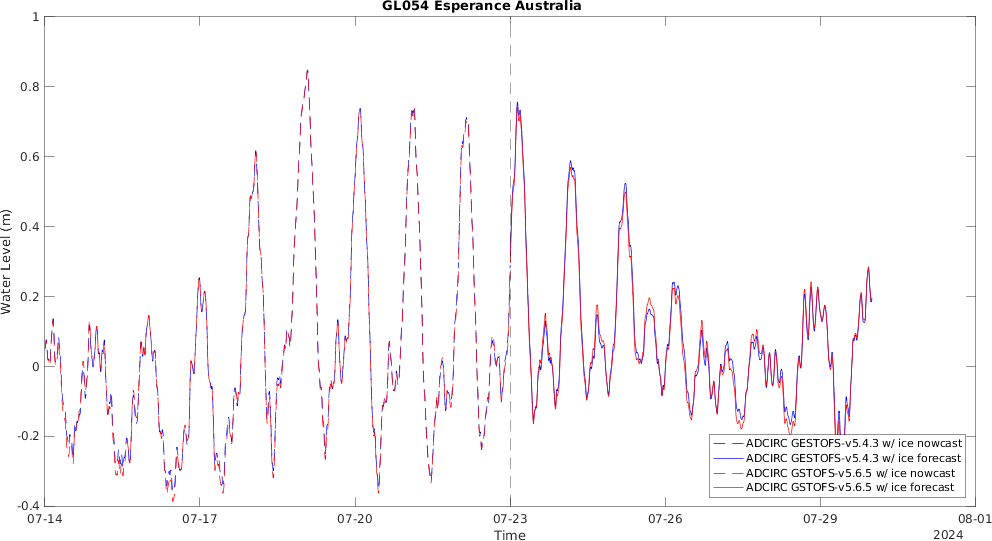 GL054 Esperance Australia
1
0.8
0.6
0.4
0.2
0
-0.2
-0.4
Water Level (m)
07-14
07-17
07-20
07-23
07-26
07-29
08-01
Time
2024
ADCIRC GESTOFS-v5.4.3 w/ ice nowcast
ADCIRC GESTOFS-v5.4.3 w/ ice forecast
ADCIRC GSTOFS-v5.6.5 w/ ice nowcast
ADCIRC GSTOFS-v5.6.5 w/ ice forecast